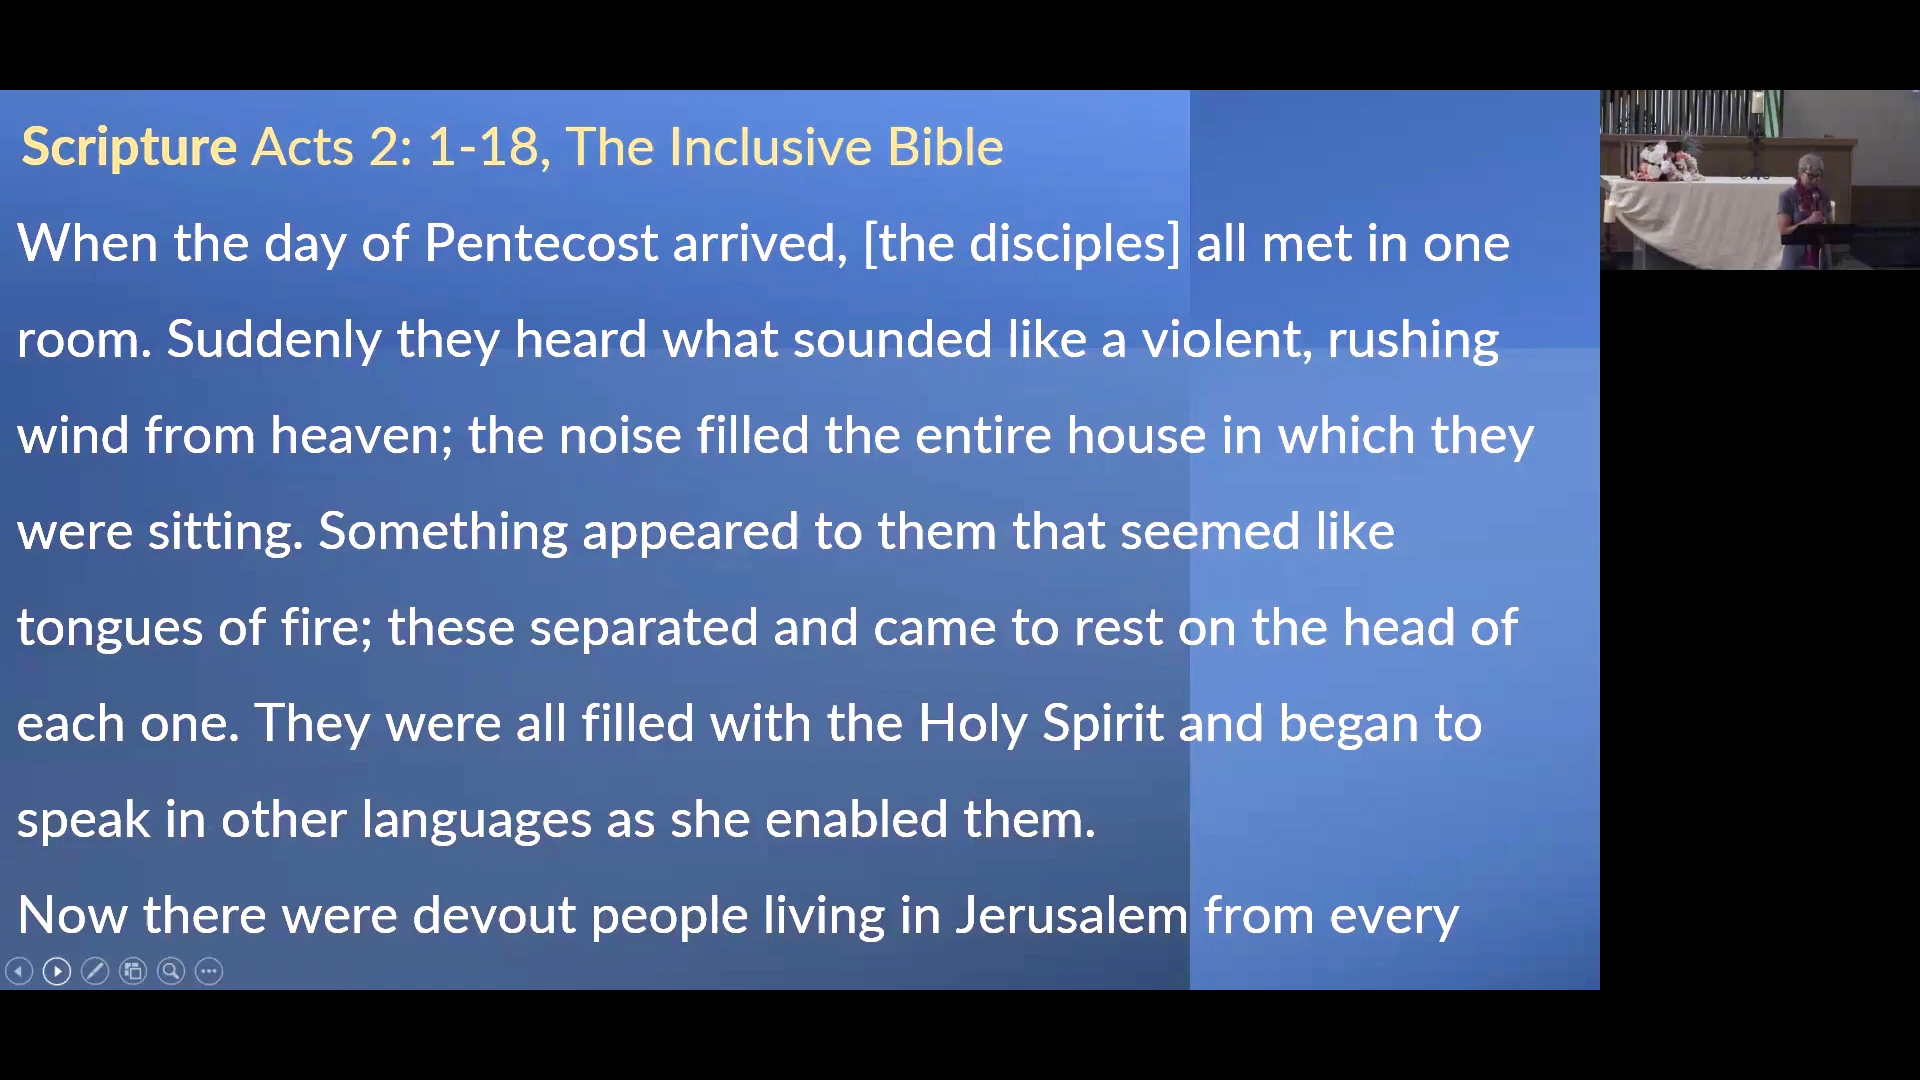 Scripture Acts 2: 1-18, The Inclusive Bible
When the day of Pentecost arrived, [the disciples] all met in one
room. Suddenly they heard what sounded like a violent, rushing
wind from heaven; the noise filled the entire house in which they
were sitting. Something appeared to them that seemed like
tongues of fire; these separated and came to rest on the head of
each one. They were all filled with the Holy Spirit and began to
speak in other languages as she enabled them.
Now there were devout people living in Jerusalem from every